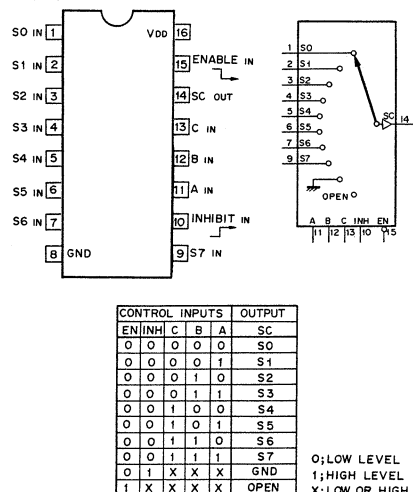 S0 IN 1
VDD 16
S1 IN 2
15 ENABLE IN
S2 IN 3
14 SC OUT
S3 IN 4
13 C IN
S4 IN 5
12 B IN
S5 IN 6
11 A IN
S6 IN 7
10 INHIBIT IN
8 GND
9 S7 IN
1 S0
2 S1
3 S2
4 S3
5 S4
6 S5
7 S6
9 S7
SC 14
OPEN
A B C INH EN
11 12 13 10 15
CONTROL INPUTS OUTPUT
EN INH C B A SC
0 0 0 0 0 S0
0 0 0 0 1 S1
0 0 0 1 0 S2
0 0 0 1 1 S3
0 0 1 0 0 S4
0 0 1 0 1 S5
0 0 1 1 0 S6
0 0 1 1 1 S7
0 1 X X X GND
1 X X X X OPEN
0;LOW LEVEL
1;HIGH LEVEL
X;LOW OR HIGH